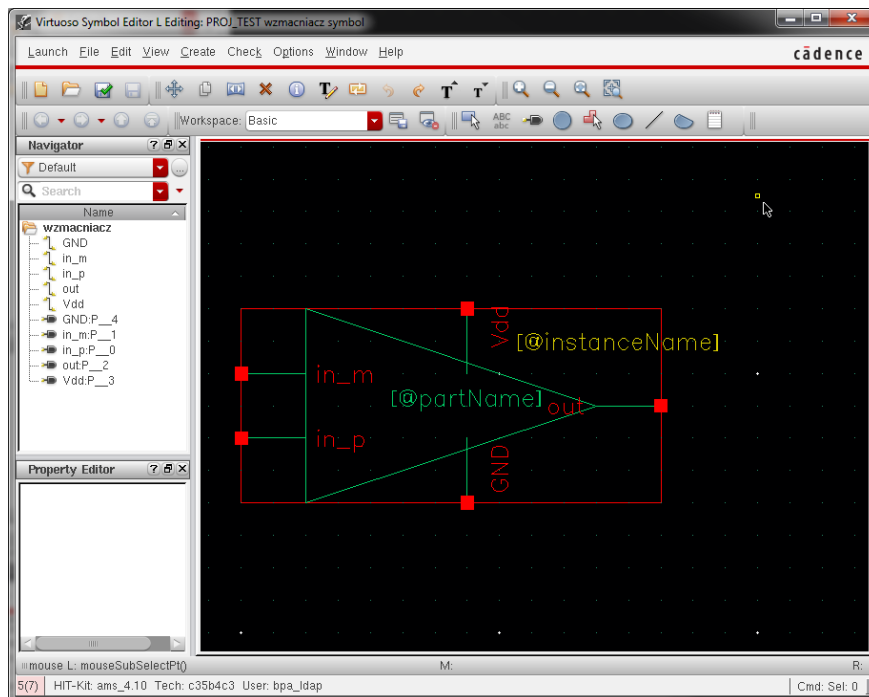 Virtuoso Symbol Editor L Editing: PROJ_TEST wzmacniacz symbol
Launch File Edit View Create Check Options Window Help
cādence
Workspace: Basic
Navigator
Default
Search
Name
wzmacniacz
GND
in_m
in_p
out
Vdd
GND:P__4
in_m:P__1
in_p:P__0
out:P__2
Vdd:P__3
Property Editor
Vdd
[@instanceName]
in_m
[@partName]
out
in_p
GND
mouse L: mouseSubSelectPt()
M:
R:
5(7)
HIT-Kit: ams_4.10 Tech: c35b4c3 User: bpa_ldap
Cmd: Sel: 0